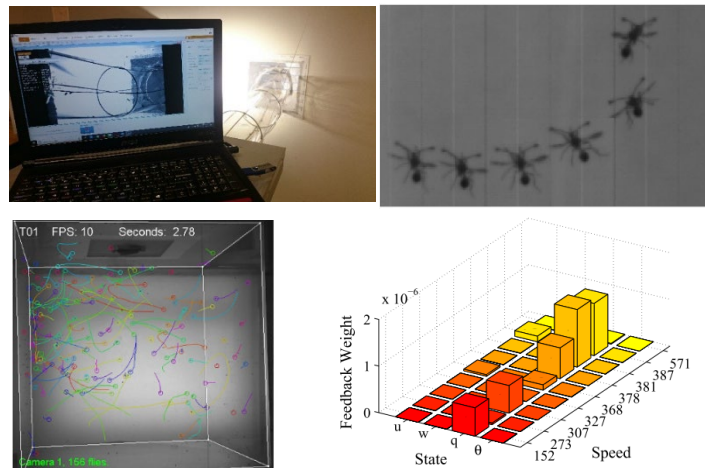 T01 FPS: 10 Seconds: 2.78
Camera 1, 156 flies
x 10⁻⁶
2
1
0
Feedback Weight
u w q θ
State
152 273 307 327 368 378 381 387 571
Speed